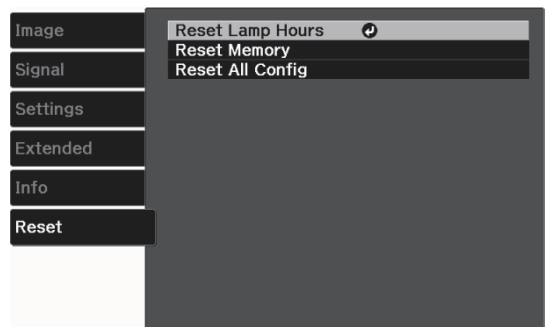 Image
Signal
Settings
Extended
Info
Reset
Reset Lamp Hours
Reset Memory
Reset All Config